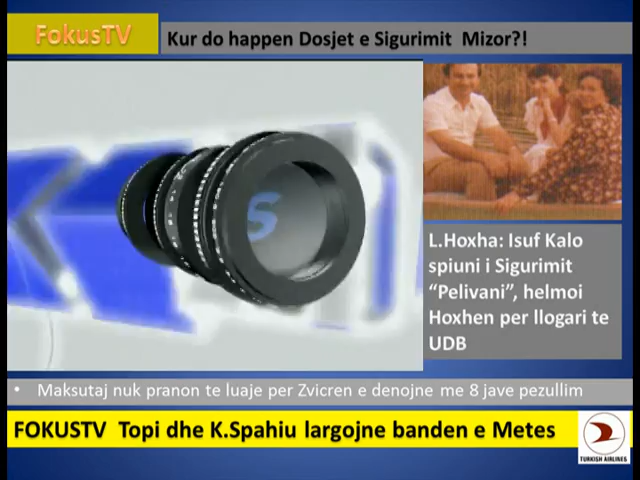 FokusTV
Kur do happen Dosjet e Sigurimit Mizor?!
S
L.Hoxha: Isuf Kalo
spiuni i Sigurimit
“Pelivani”, helmoi
Hoxhen per llogari te
UDB
• Maksutaj nuk pranon te luaje per Zvicren e denojne me 8 jave pezullim
FOKUSTV Topi dhe K.Spahiu largojne banden e Metes
TURKISH AIRLINES